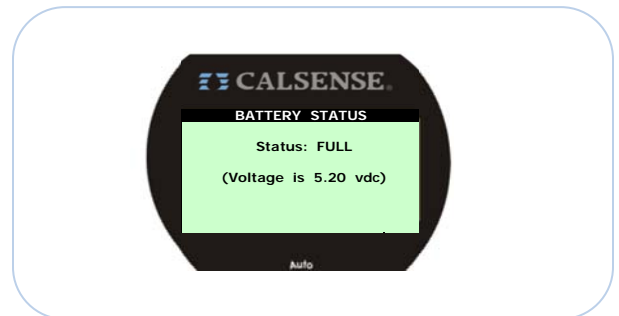 CALSENSE.
BATTERY STATUS
Status: FULL
(Voltage is 5.20 vdc)
Auto